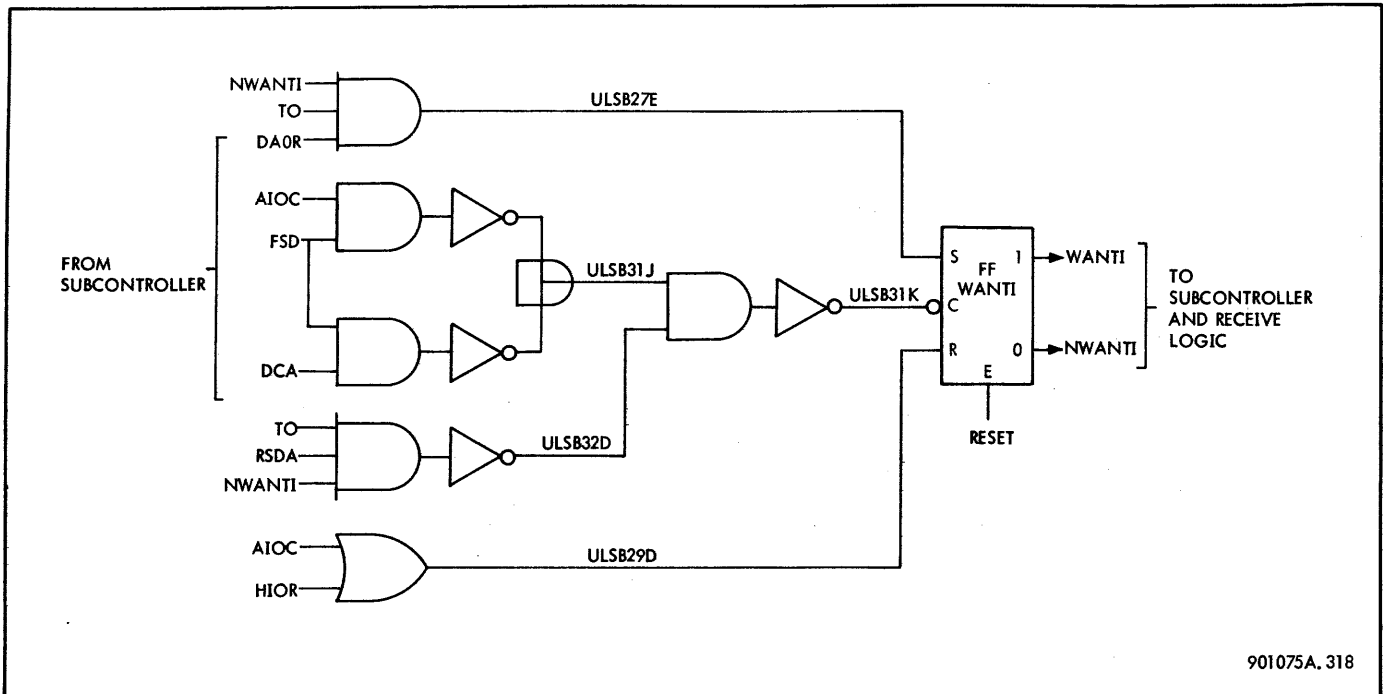 NWANTI
TO
DA0R
ULSB27E
AIOC
FSD
FROM
SUBCONTROLLER
DCA
ULSB31J
ULSB31K
TO
RSDA
NWANTI
ULSB32D
AIOC
HIOR
ULSB29D
S
FF
WANTI
1
C
R
0
E
RESET
WANTI
NWANTI
TO
SUBCONTROLLER
AND RECEIVE
LOGIC
901075A.318